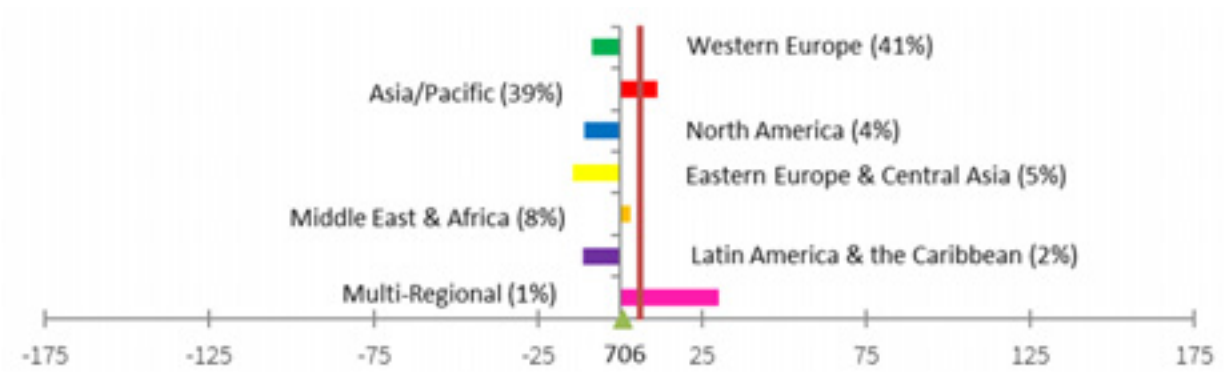 Western Europe (41%)
Asia/Pacific (39%)
North America (4%)
Eastern Europe & Central Asia (5%)
Middle East & Africa (8%)
Latin America & the Caribbean (2%)
Multi-Regional (1%)
-175 -125 -75 -25 706 25 75 125 175